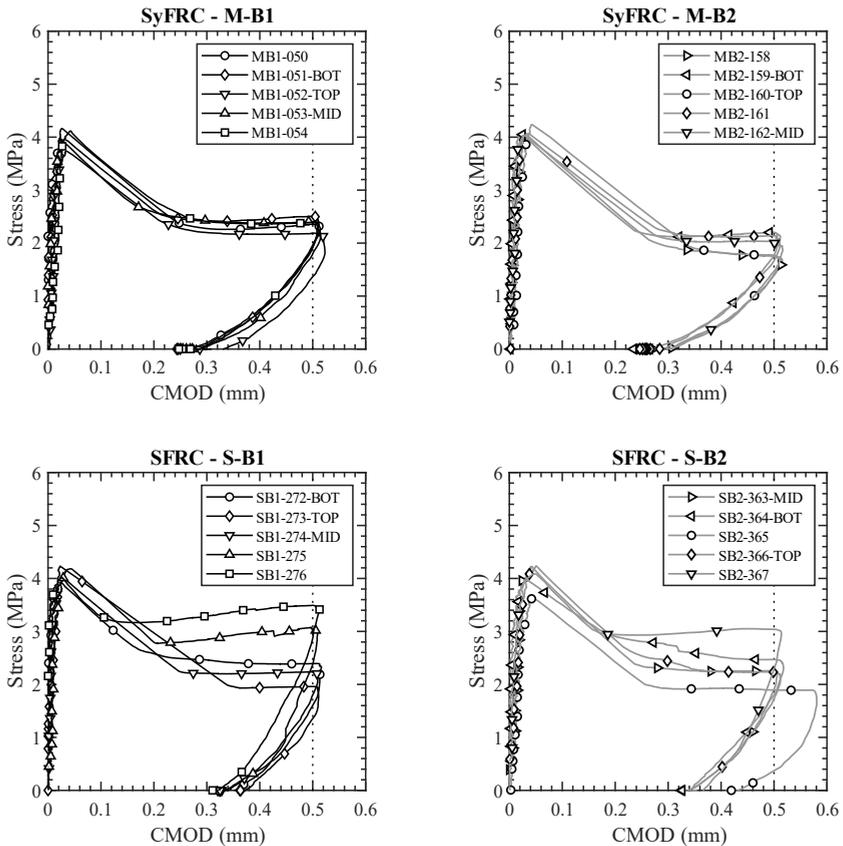 SyFRC - M-B1
6
5
4
3
2
1
0
Stress (MPa)
MB1-050
MB1-051-BOT
MB1-052-TOP
MB1-053-MID
MB1-054
0 0.1 0.2 0.3 0.4 0.5 0.6
CMOD (mm)
SyFRC - M-B2
6
5
4
3
2
1
0
Stress (MPa)
MB2-158
MB2-159-BOT
MB2-160-TOP
MB2-161
MB2-162-MID
0 0.1 0.2 0.3 0.4 0.5 0.6
CMOD (mm)
SFRC - S-B1
6
5
4
3
2
1
0
Stress (MPa)
SB1-272-BOT
SB1-273-TOP
SB1-274-MID
SB1-275
SB1-276
0 0.1 0.2 0.3 0.4 0.5 0.6
CMOD (mm)
SFRC - S-B2
6
5
4
3
2
1
0
Stress (MPa)
SB2-363-MID
SB2-364-BOT
SB2-365
SB2-366-TOP
SB2-367
0 0.1 0.2 0.3 0.4 0.5 0.6
CMOD (mm)